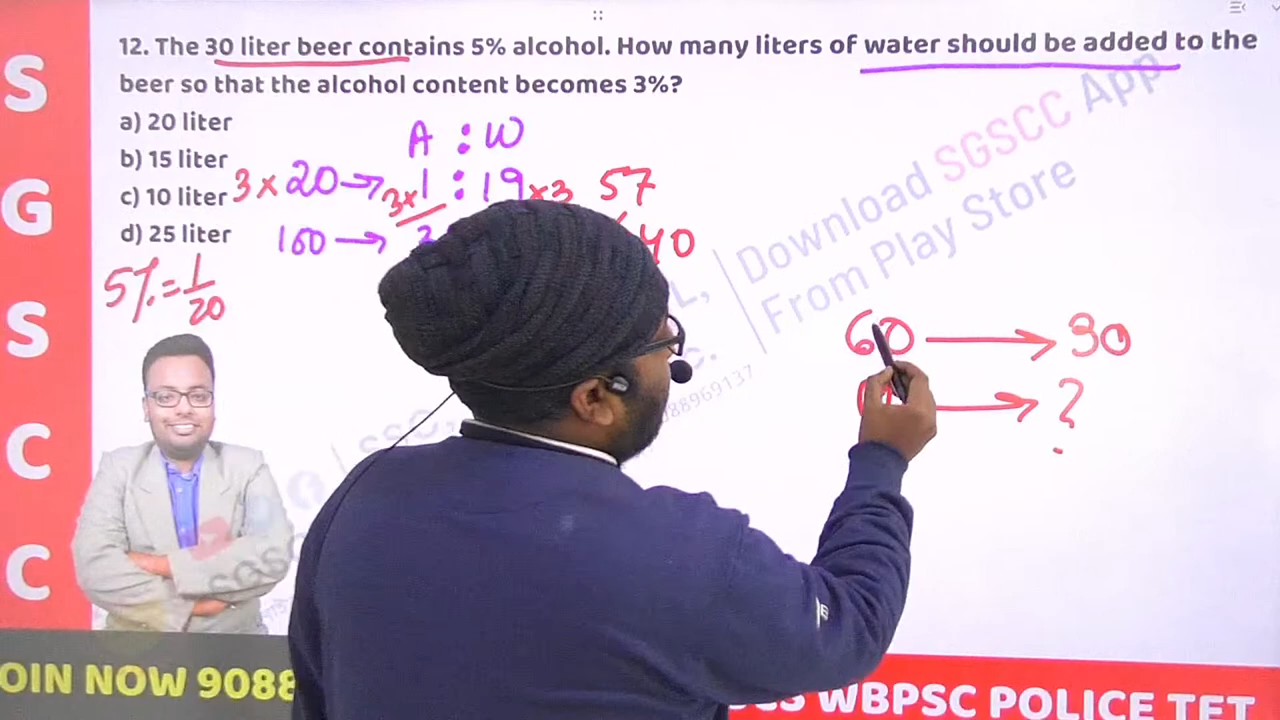 12. The 30 liter beer contains 5% alcohol. How many liters of water should be added to the
beer so that the alcohol content becomes 3%?
a) 20 liter
b) 15 liter
c) 10 liter
d) 25 liter
A : W
3 × 20 → 3×1 : 19 ×3 57
100 → 40
5% = 1/20
60 → 30
→ ?
Download SGSCC App
From Play Store
SGSCC
OIN NOW 9088
WBPSC POLICE TET